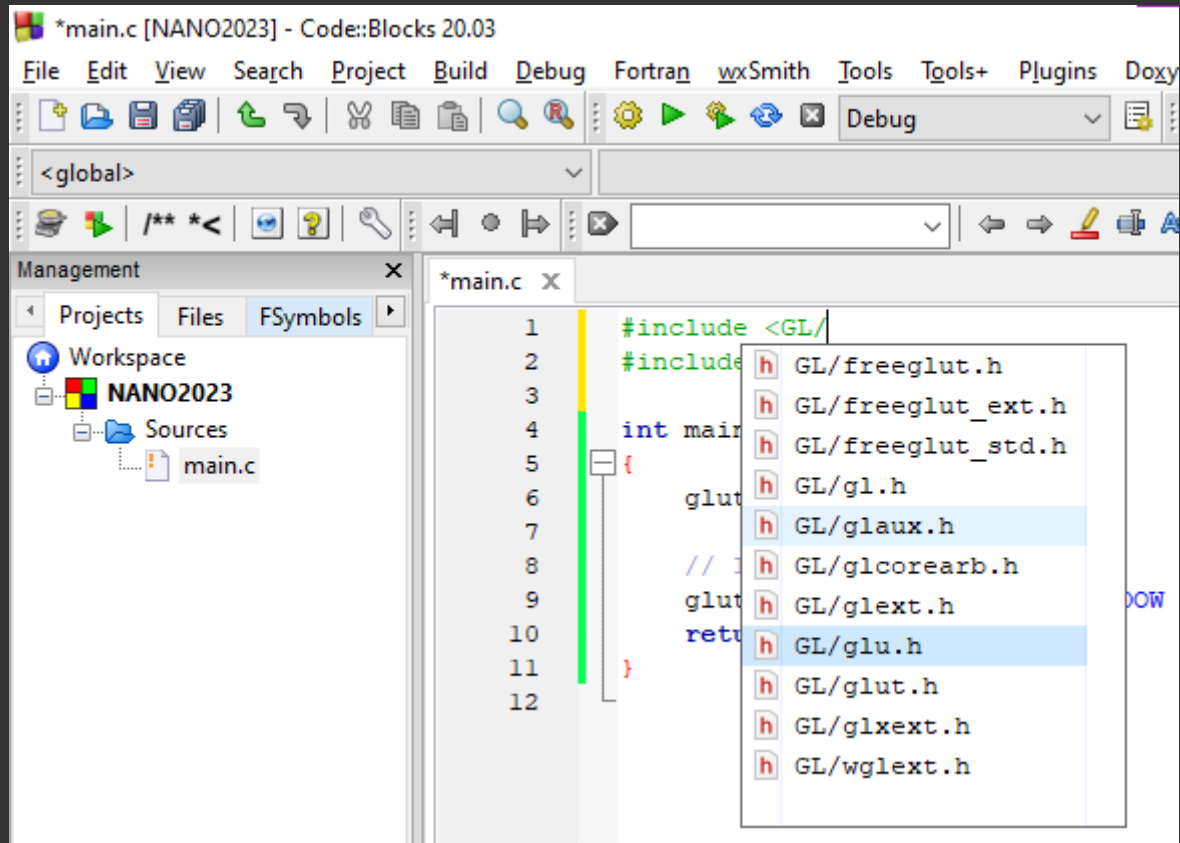 *main.c [NANO2023] - Code::Blocks 20.03
File Edit View Search Project Build Debug Fortran wxSmith Tools Tools+ Plugins Doxy
Debug
<global>
/** *<
Management
Projects Files FSymbols
Workspace
NANO2023
Sources
main.c
*main.c
1 #include <GL/
2 #include
3
4 int main
5 {
6 glut
7
8 //
9 glut DOW
10 retu
11 }
12
GL/freeglut.h
GL/freeglut_ext.h
GL/freeglut_std.h
GL/gl.h
GL/glaux.h
GL/glcorearb.h
GL/glext.h
GL/glu.h
GL/glut.h
GL/glxext.h
GL/wglext.h